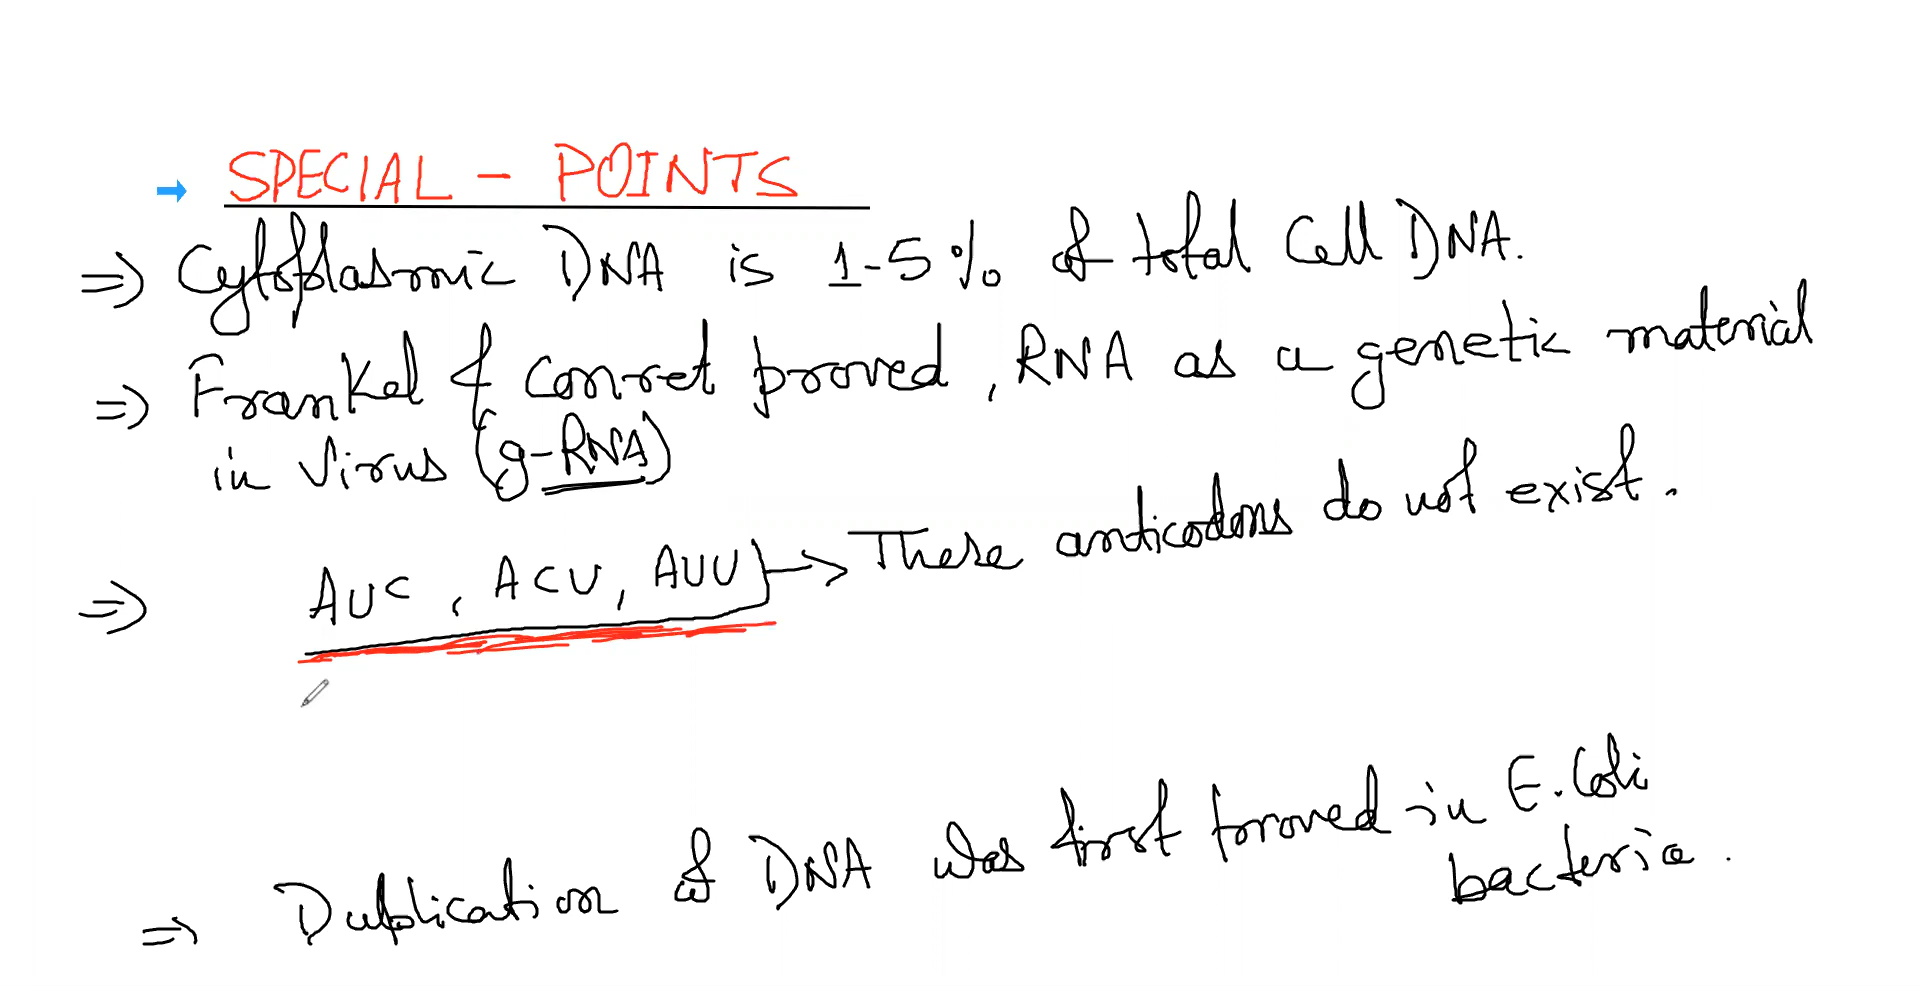 → SPECIAL - POINTS
⇒ Cytoplasmic DNA is 1-5% of total Cell DNA.
⇒ Frankel & conret proved, RNA as a genetic material
in Virus (g-RNA)
⇒ AUC, ACU, AUU → These anticodons do not exist.
⇒ Duplication of DNA was first proved in E. Coli
bacteria.